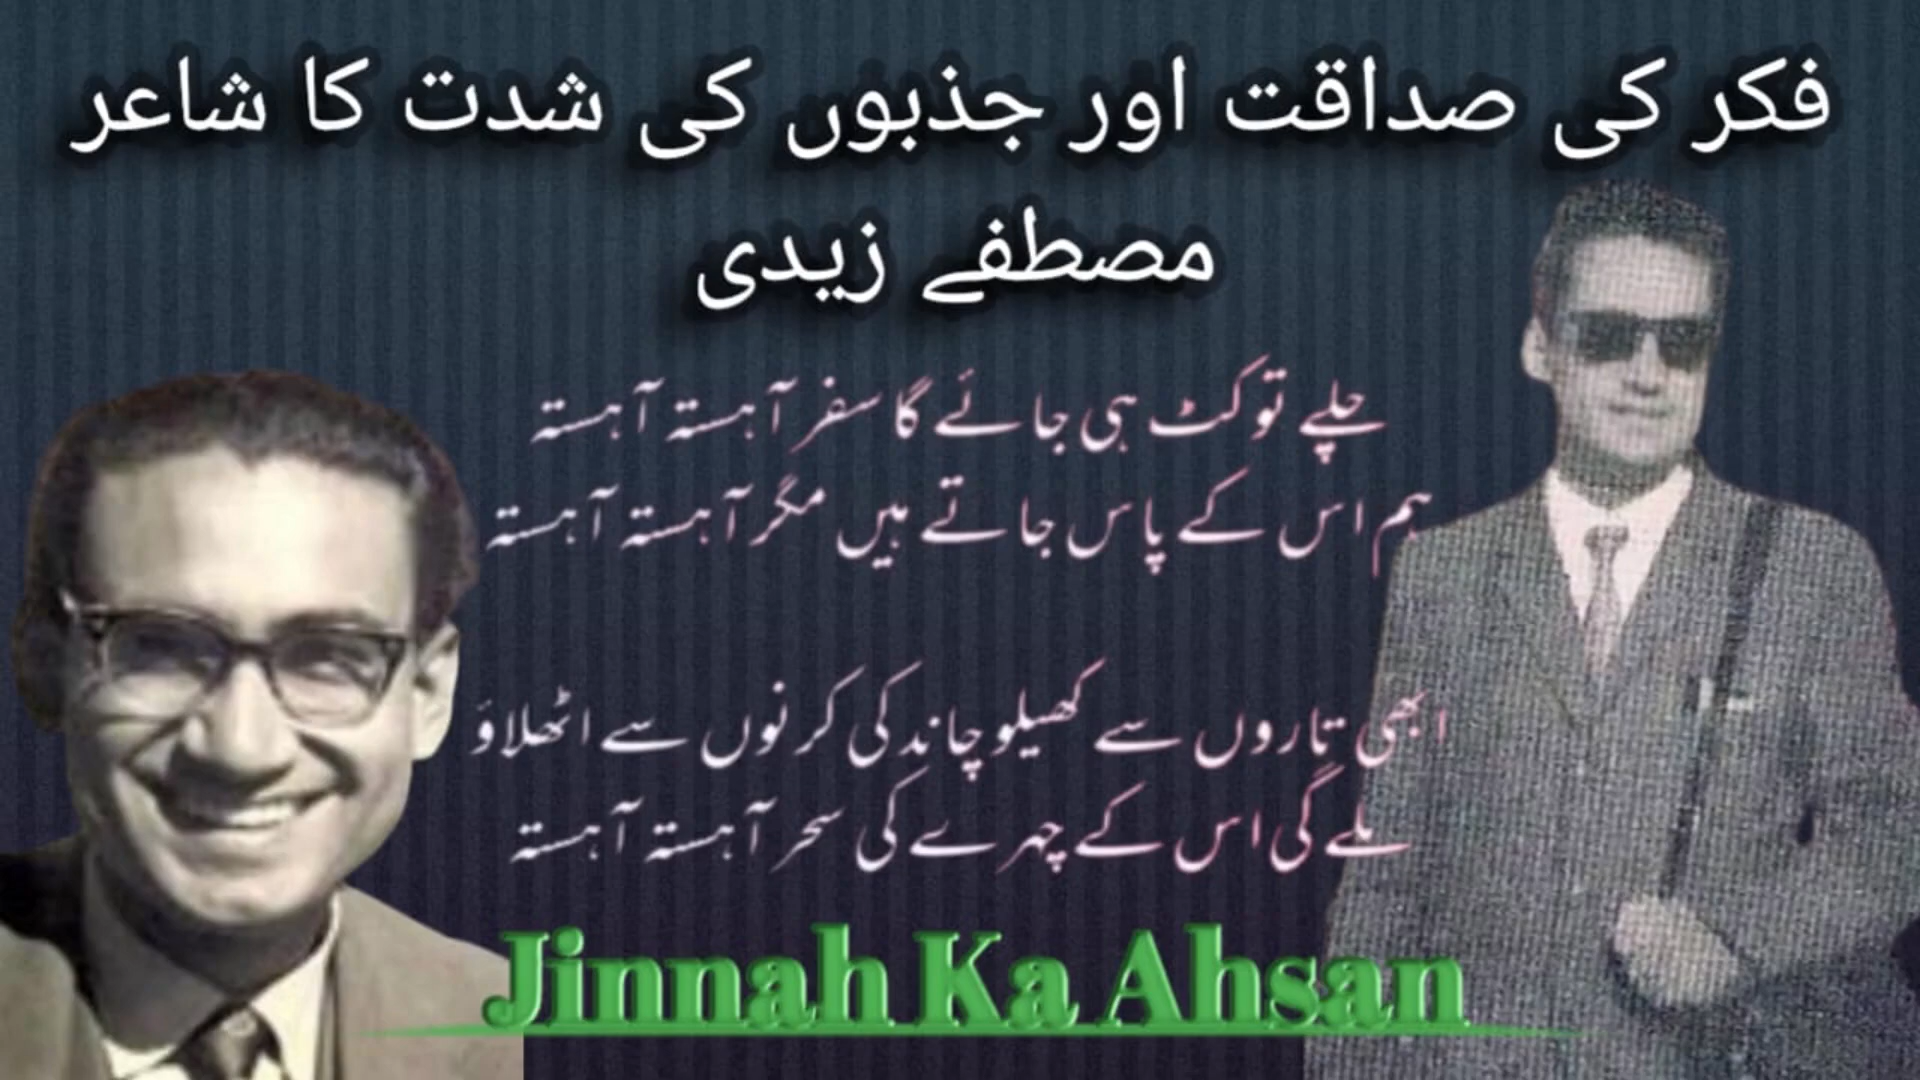 فکر کی صداقت اور جذبوں کی شدت کا شاعر
مصطفے زیدی
چلے تو کٹ ہی جائے گا سفر آہستہ آہستہ
ہم اس کے پاس جاتے ہیں مگر آہستہ آہستہ
ابھی تاروں سے کھیلو چاند کی کرنوں سے اٹھلاؤ
ملے گی اس کے چہرے کی سحر آہستہ آہستہ
Jinnah Ka Ahsan